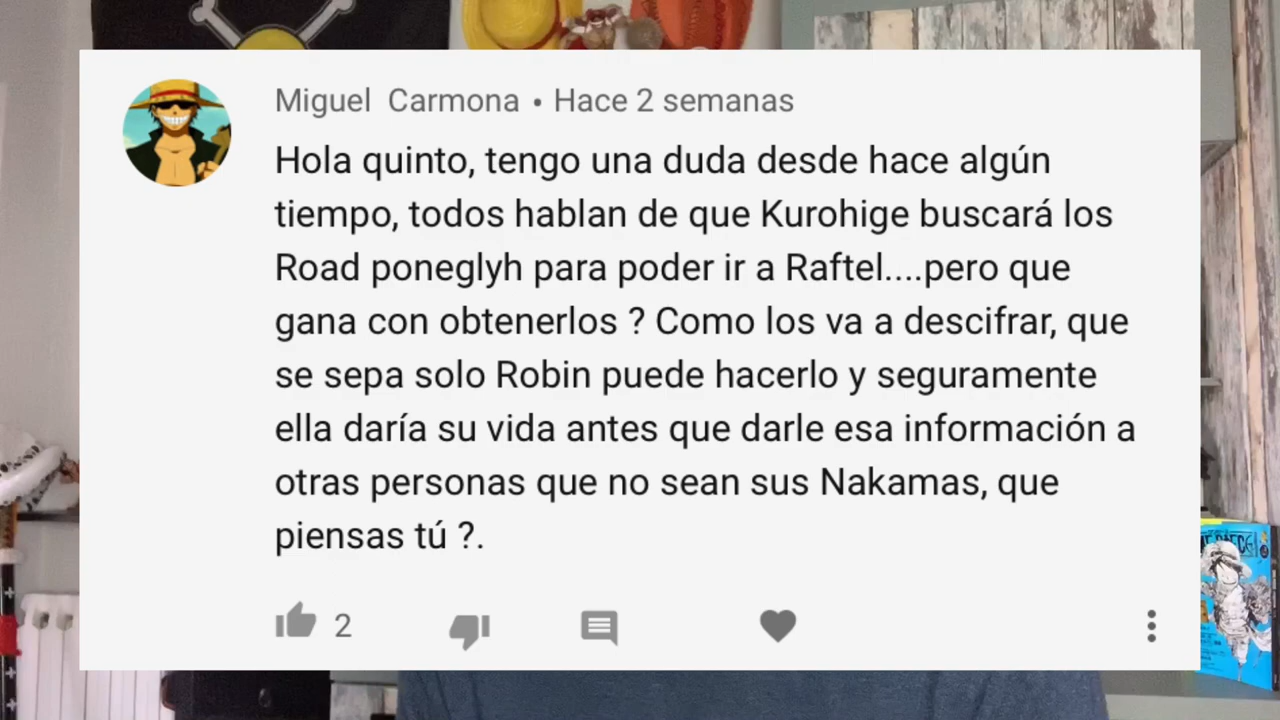 Miguel Carmona • Hace 2 semanas
Hola quinto, tengo una duda desde hace algún
tiempo, todos hablan de que Kurohige buscará los
Road poneglyh para poder ir a Raftel....pero que
gana con obtenerlos ? Como los va a descifrar, que
se sepa solo Robin puede hacerlo y seguramente
ella daría su vida antes que darle esa información a
otras personas que no sean sus Nakamas, que
piensas tú ?.
2